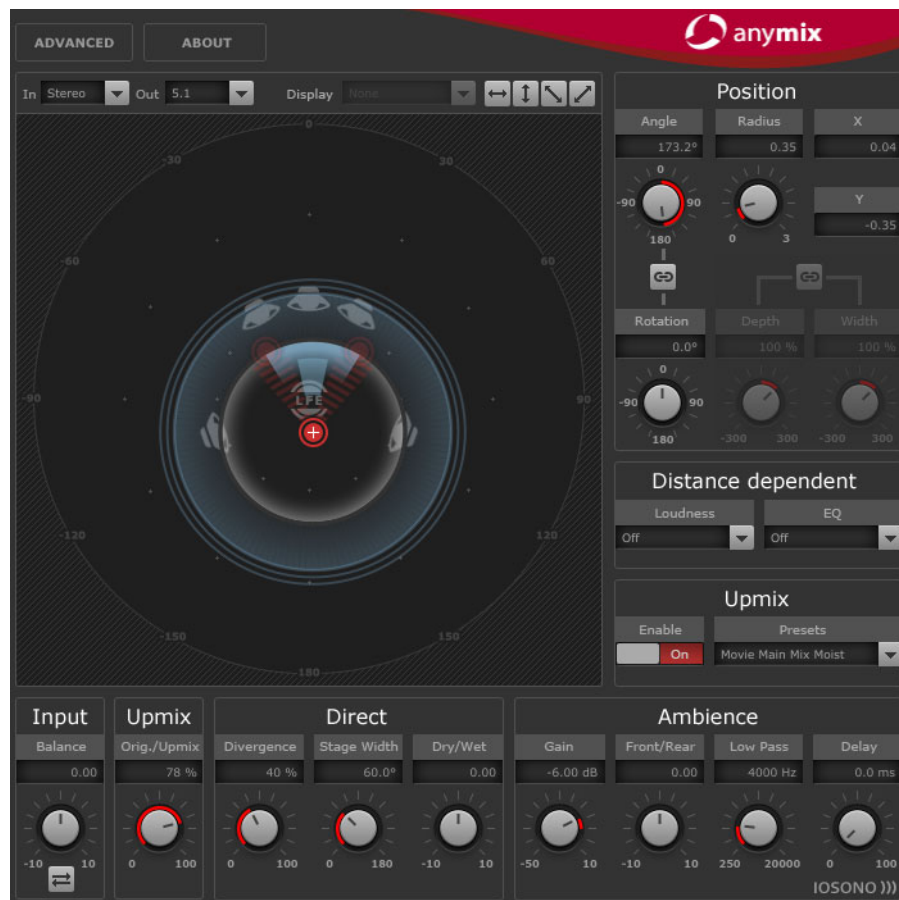 ADVANCED ABOUT anymix
In Stereo Out 5.1 Display None
Position
Angle Radius X
173.2° 0.35 0.04
0
-90 90
180
0 3
Y
-0.35
Rotation Depth Width
0.0° 100 % 100 %
0
-90 90
180
-300 300
-300 300
0
-30 30
-60 60
-90 90
-120 120
-150 150
180
LFE
Distance dependent
Loudness EQ
Off Off
Upmix
Enable Presets
On Movie Main Mix Moist
Input Upmix Direct Ambience
Balance Orig./Upmix Divergence Stage Width Dry/Wet Gain Front/Rear Low Pass Delay
0.00 78 % 40 % 60.0° 0.00 -6.00 dB 0.00 4000 Hz 0.0 ms
-10 10 0 100 0 100 0 180 -10 10 -50 10 -10 10 250 20000 0 100
IOSONO )))